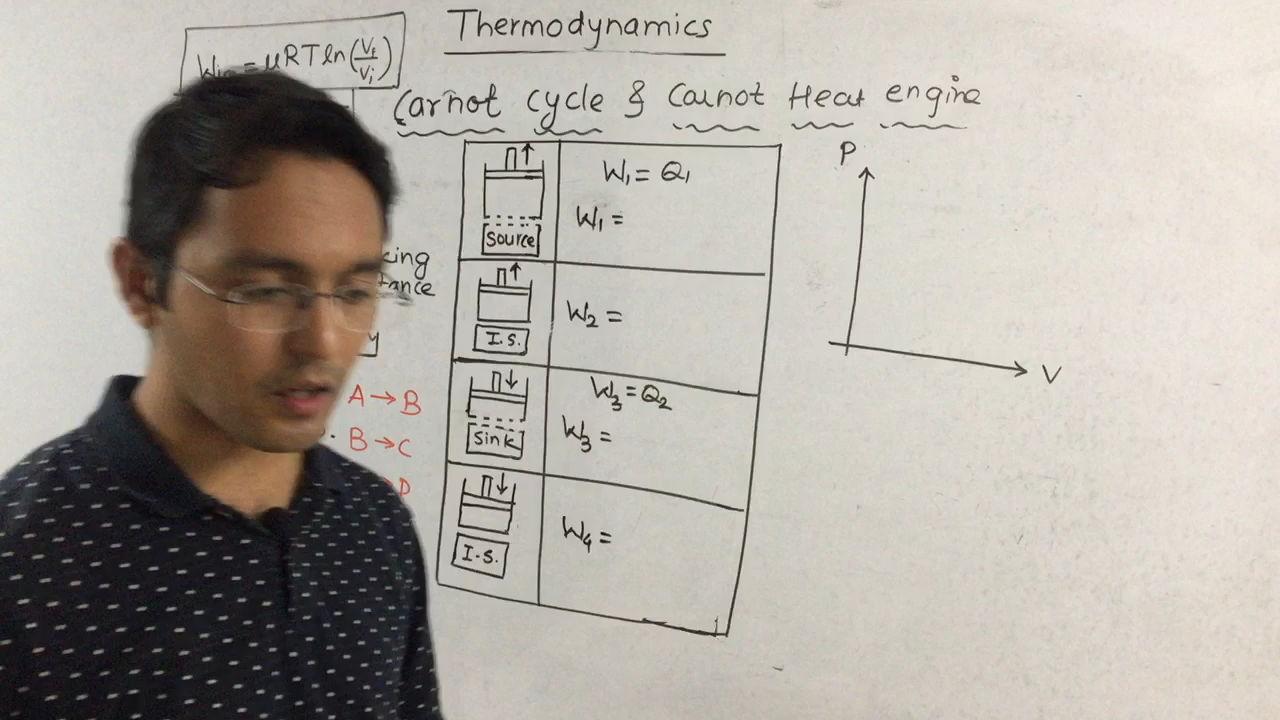 Thermodynamics
= μRT ln(Vf/Vi)
Carnot cycle & Carnot Heat engine
W₁ = Q₁
W₁ =
Source
W₂ =
I.S.
W₃ = Q₂
W₃ =
Sink
W₄ =
I.S.
P
V
A → B
B → C